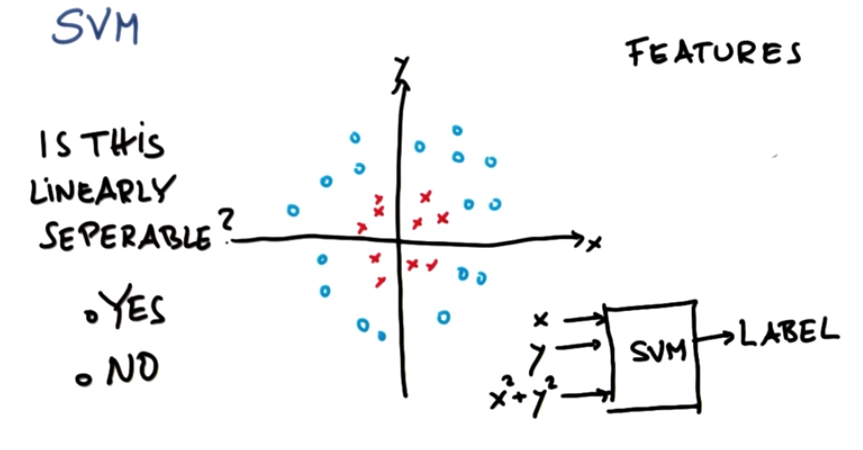 SVM
FEATURES
y
IS THIS
LINEARLY
SEPERABLE?
x
YES
NO
x
y
x²+y²
SVM
LABEL